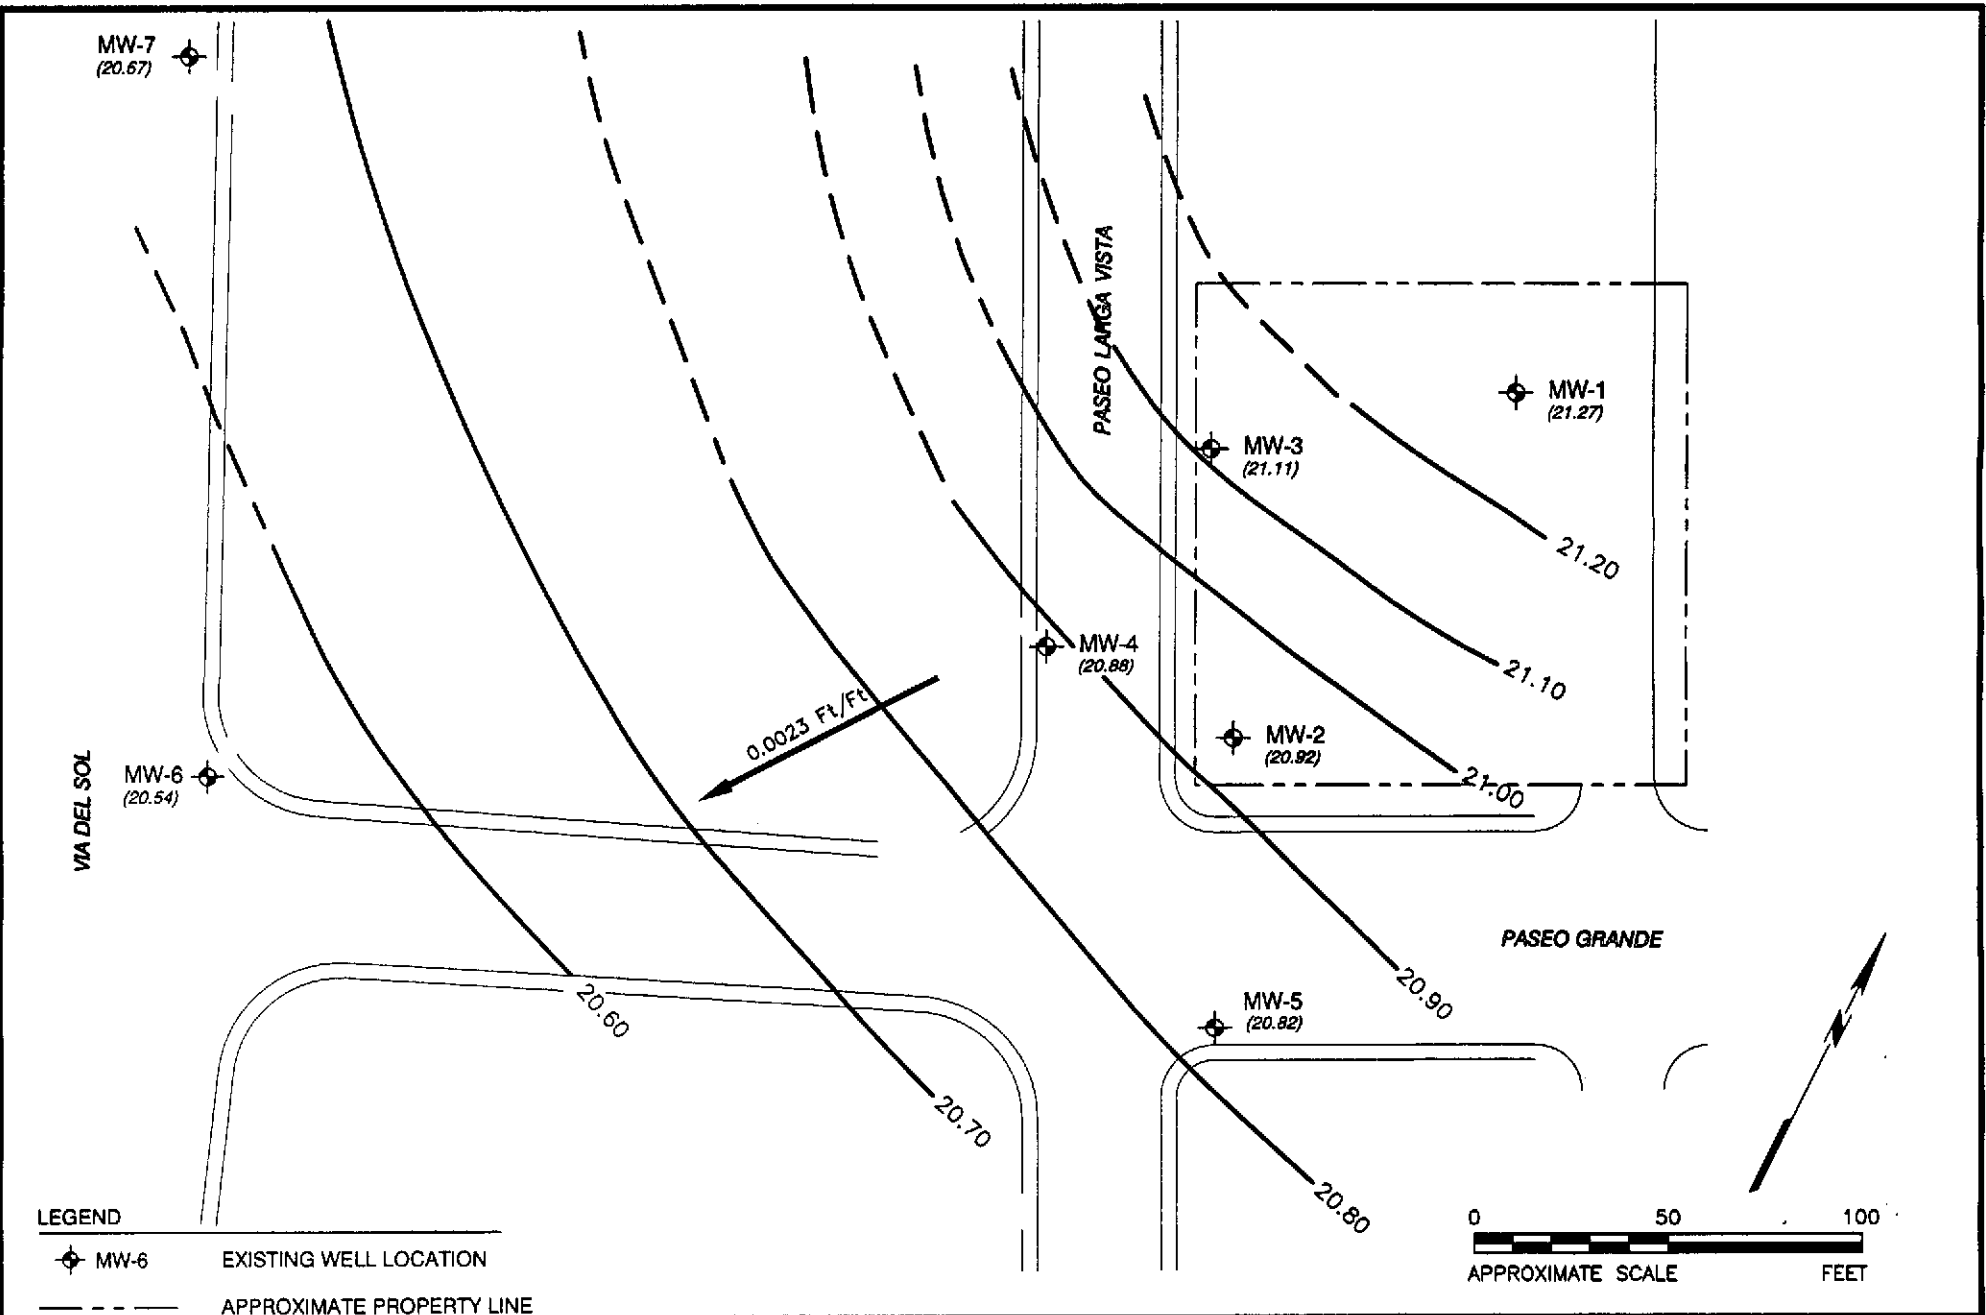 MW-7
(20.67)
PASEO LARGA VISTA
MW-1
(21.27)
MW-3
(21.11)
21.20
MW-4
(20.88)
21.10
0.0023 Ft/Ft
MW-2
(20.92)
VIA DEL SOL
MW-6
(20.54)
21.00
PASEO GRANDE
20.90
MW-5
(20.82)
20.60
20.70
20.80
LEGEND
MW-6 EXISTING WELL LOCATION
APPROXIMATE PROPERTY LINE
0 50 100
APPROXIMATE SCALE FEET